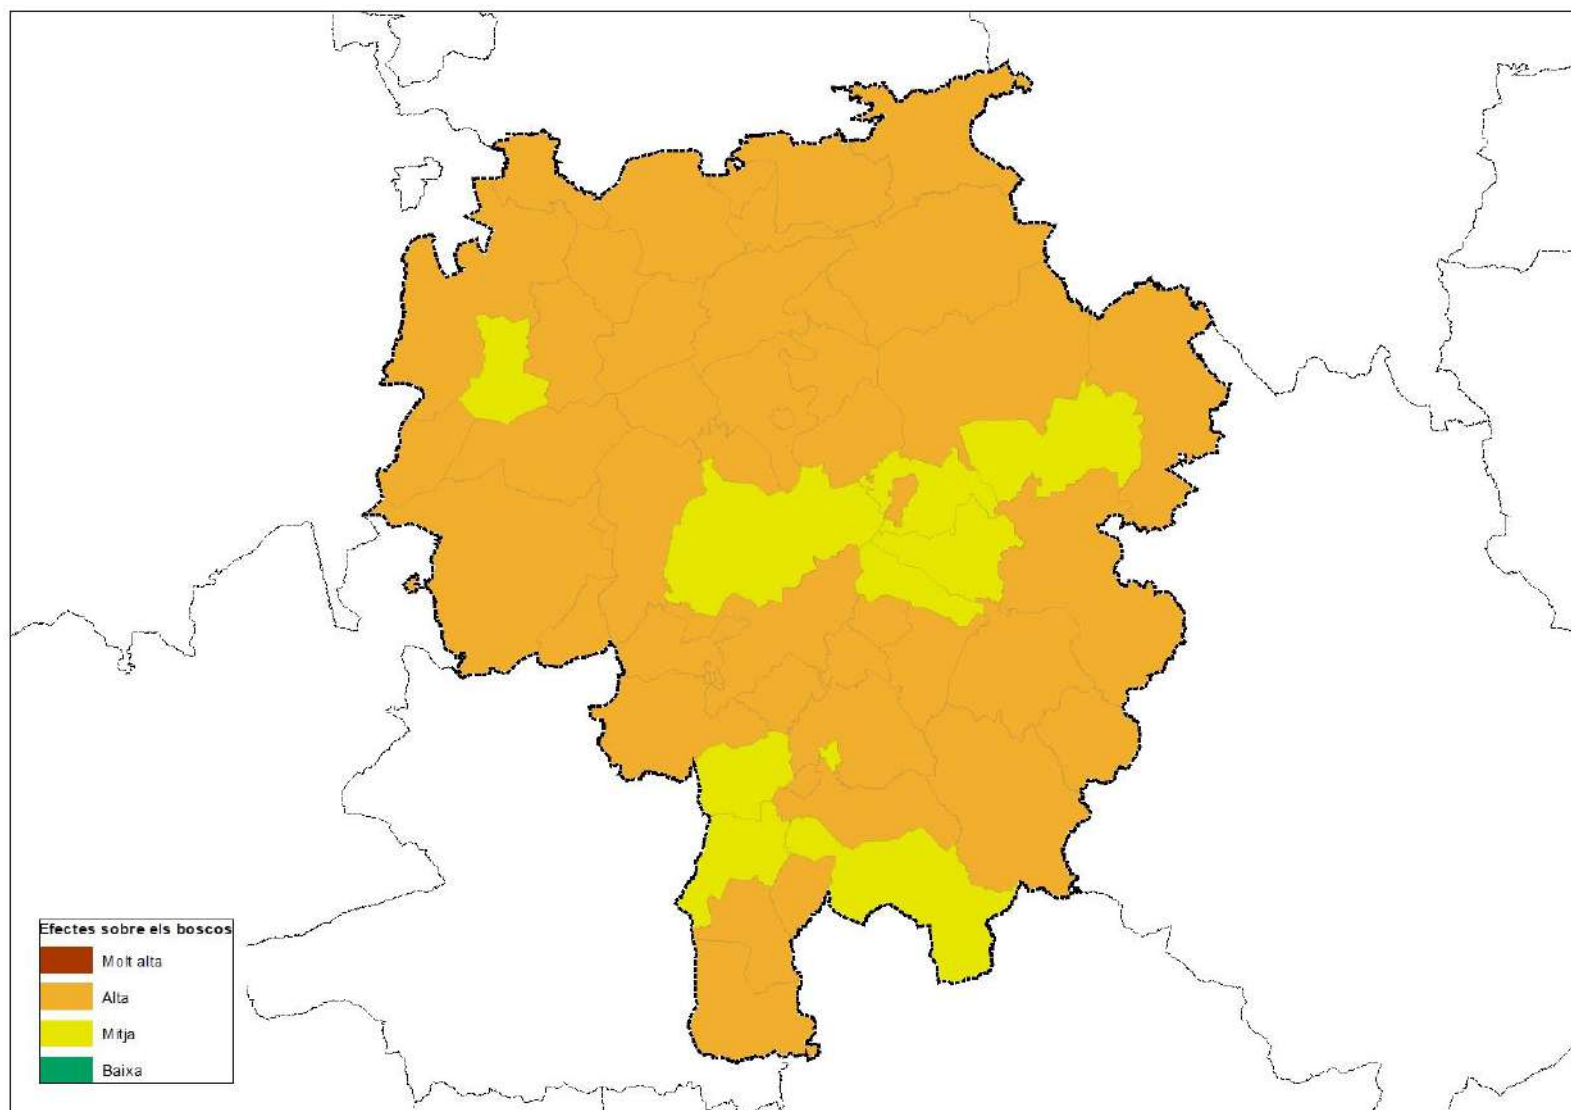 Efectes sobre els boscos
Molt alta
Alta
Mitja
Baixa